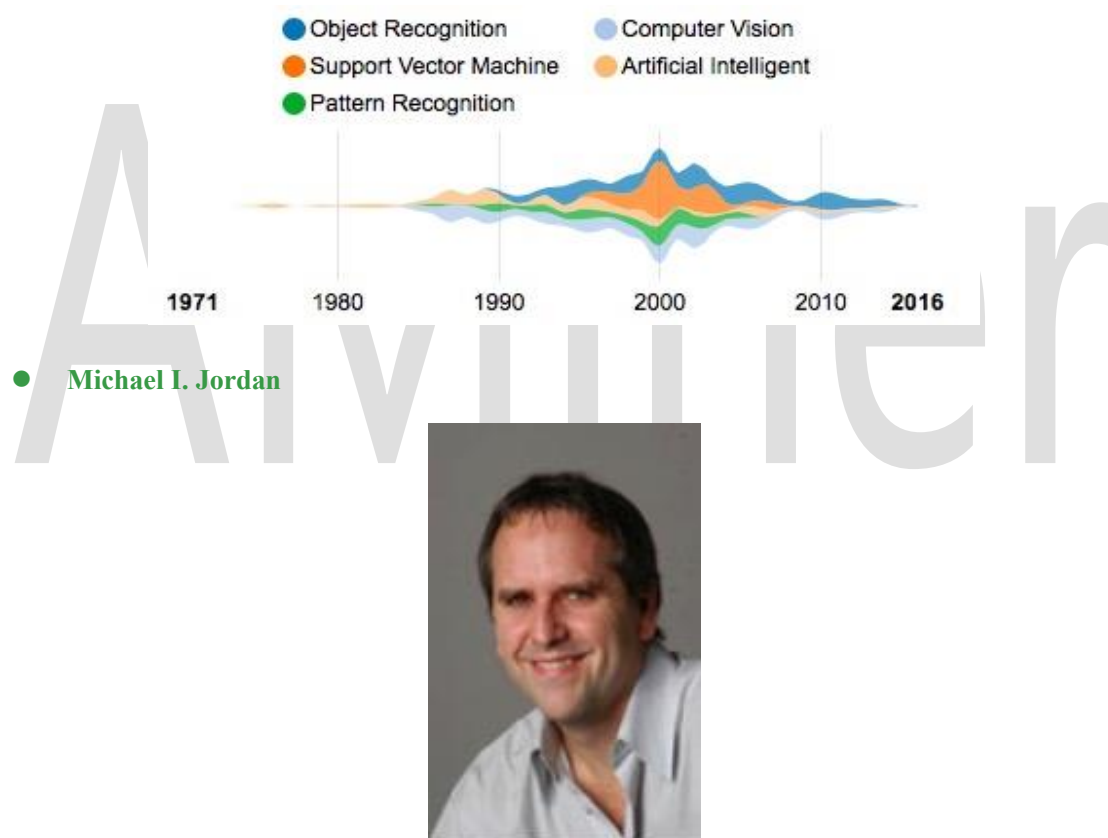 Object Recognition Computer Vision
Support Vector Machine Artificial Intelligent
Pattern Recognition
1971 1980 1990 2000 2010 2016
● Michael I. Jordan
AMiner